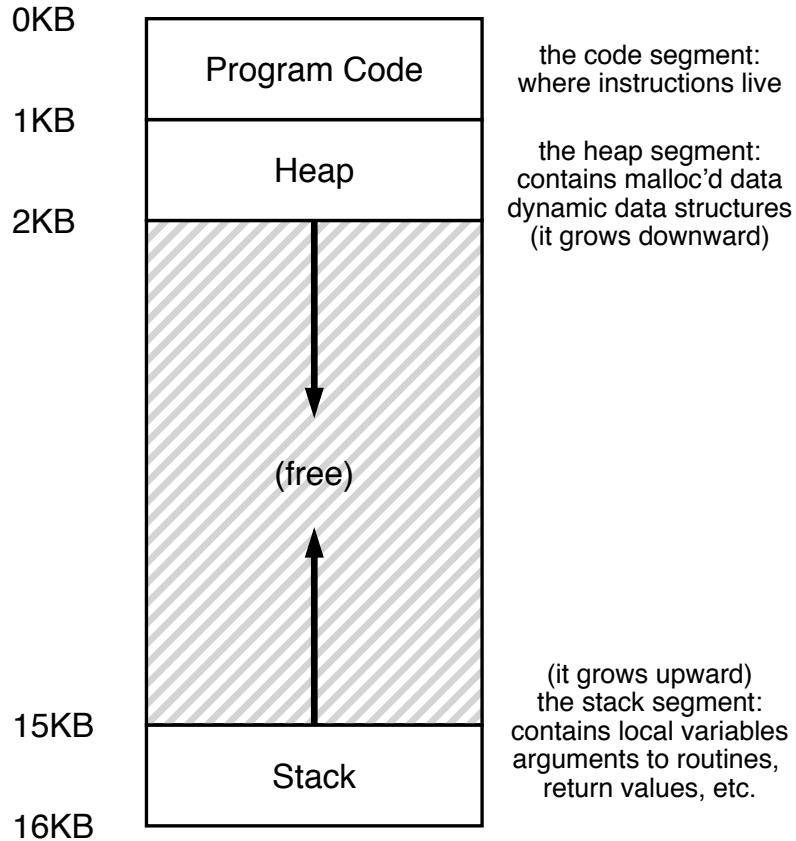 0KB
Program Code
the code segment:
where instructions live
1KB
Heap
the heap segment:
contains malloc'd data
dynamic data structures
(it grows downward)
2KB
(free)
(it grows upward)
the stack segment:
contains local variables
arguments to routines,
return values, etc.
15KB
Stack
16KB